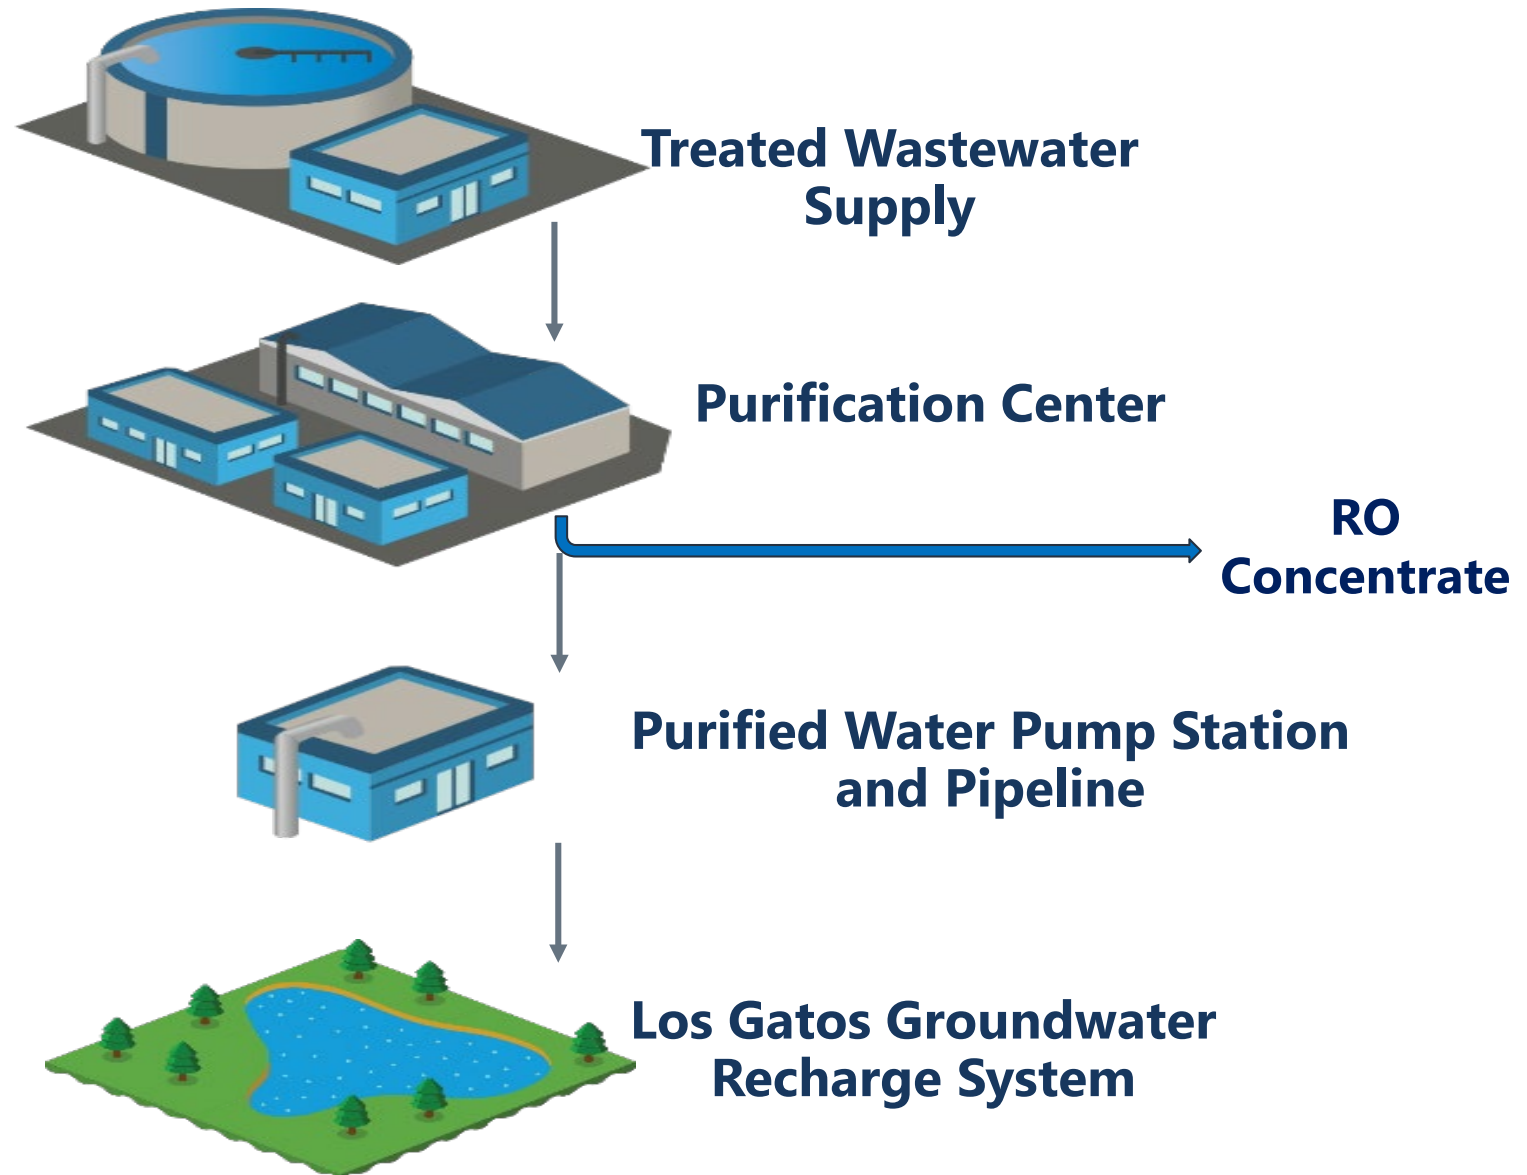 Treated Wastewater
Supply
Purification Center
RO
Concentrate
Purified Water Pump Station
and Pipeline
Los Gatos Groundwater
Recharge System